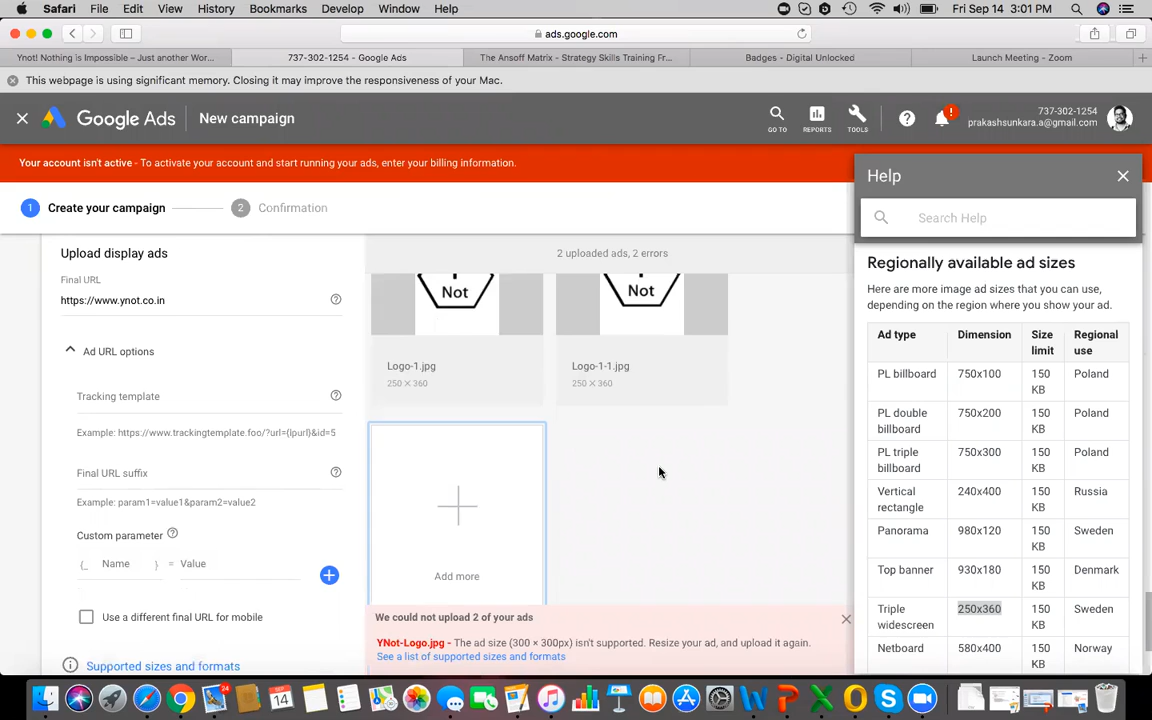 Safari File Edit View History Bookmarks Develop Window Help Fri Sep 14 3:01 PM
ads.google.com
Ynot! Nothing is Impossible – Just another Wor... 737-302-1254 - Google Ads The Ansoff Matrix - Strategy Skills Training Fr... Badges - Digital Unlocked Launch Meeting - Zoom
This webpage is using significant memory. Closing it may improve the responsiveness of your Mac.
Google Ads New campaign
GO TO REPORTS TOOLS
737-302-1254
prakashsunkara.a@gmail.com
Your account isn't active - To activate your account and start running your ads, enter your billing information.
1 Create your campaign 2 Confirmation
Upload display ads
Final URL
https://www.ynot.co.in
Ad URL options
Tracking template
Example: https://www.trackingtemplate.foo/?url={lpurl}&id=5
Final URL suffix
Example: param1=value1&param2=value2
Custom parameter
{_ Name } = Value
Use a different final URL for mobile
Supported sizes and formats
2 uploaded ads, 2 errors
Not Not
Logo-1.jpg
250 × 360
Logo-1-1.jpg
250 × 360
Add more
We could not upload 2 of your ads
YNot-Logo.jpg - The ad size (300 × 300px) isn't supported. Resize your ad, and upload it again.
See a list of supported sizes and formats
Help
Search Help
Regionally available ad sizes
Here are more image ad sizes that you can use,
depending on the region where you show your ad.
Ad type Dimension Size limit Regional use
PL billboard 750x100 150 KB Poland
PL double billboard 750x200 150 KB Poland
PL triple billboard 750x300 150 KB Poland
Vertical rectangle 240x400 150 KB Russia
Panorama 980x120 150 KB Sweden
Top banner 930x180 150 KB Denmark
Triple widescreen 250x360 150 KB Sweden
Netboard 580x400 150 KB Norway